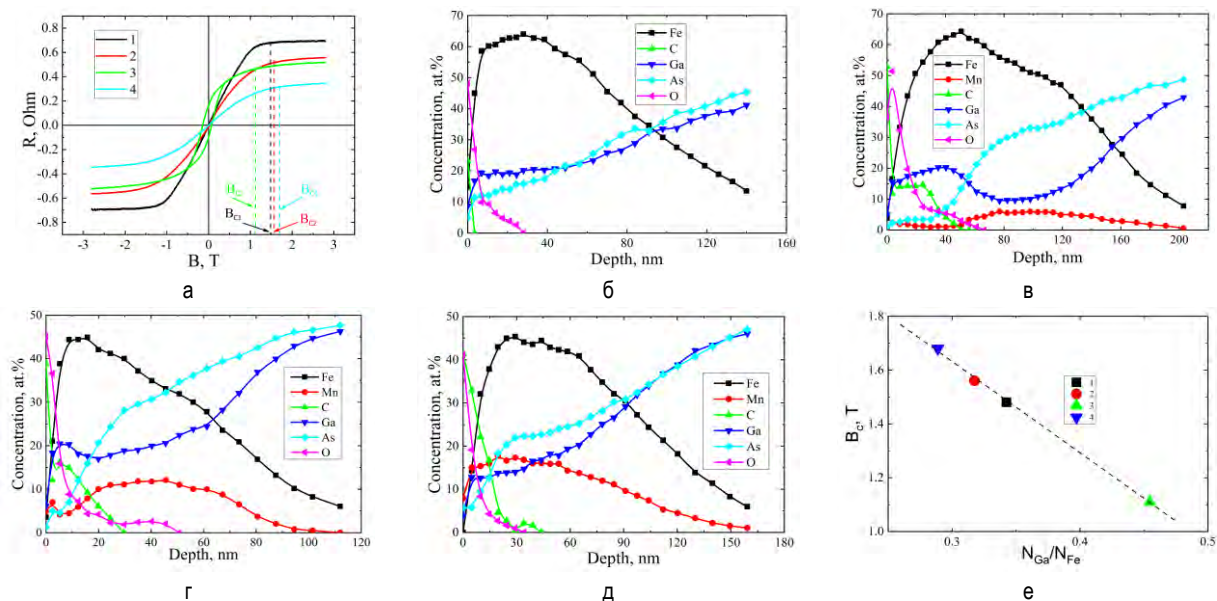 0.8
0.6
0.4
0.2
0.0
-0.2
-0.4
-0.6
-0.8
R, Ohm
1
2
3
4
B_C3
B_C1
B_C4
B_C2
-3 -2 -1 0 1 2 3
B, T
а
70
60
50
40
30
20
10
0
Concentration, at.%
Fe
C
Ga
As
O
0 40 80 120 160
Depth, nm
б
70
60
50
40
30
20
10
0
Concentration, at.%
Fe
Mn
C
Ga
As
O
0 40 80 120 160 200
Depth, nm
в
50
40
30
20
10
0
Concentration, at.%
Fe
Mn
C
Ga
As
O
0 20 40 60 80 100 120
Depth, nm
г
50
40
30
20
10
0
Concentration, at.%
Fe
Mn
C
Ga
As
O
0 30 60 90 120 150 180
Depth, nm
д
1.8
1.6
1.4
1.2
1.0
B_c, T
1
2
3
4
0.3 0.4 0.5
N_Ga/N_Fe
е